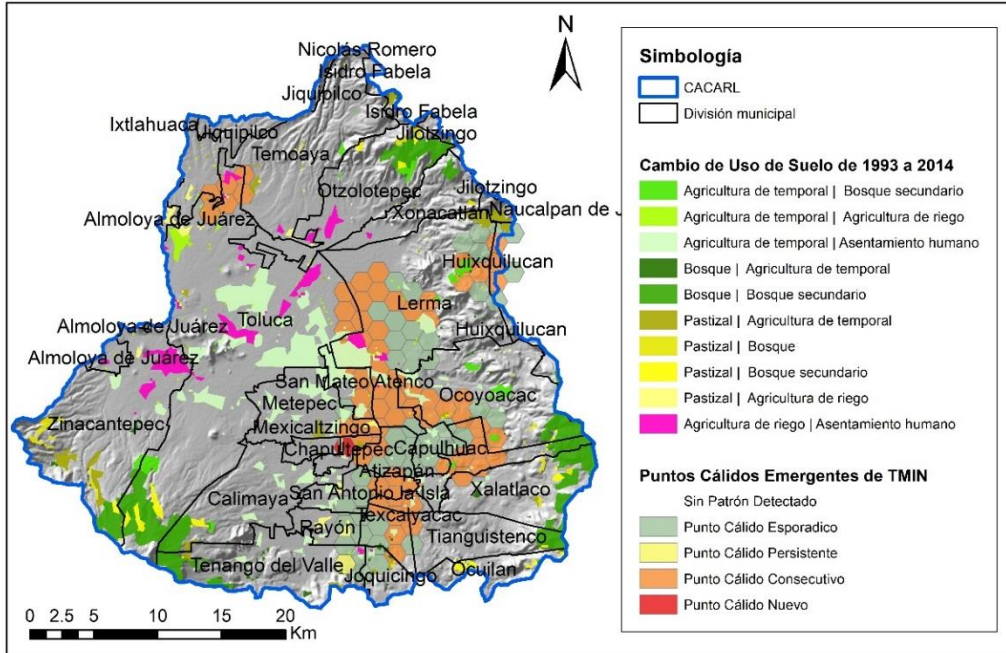 N
Nicolás Romero
Isidro Fabela
Jiquipilco
Isidro Fabela
Ixtlahuaca
Jiquipilco
Jilotzingo
Temoaya
Otzolotepec
Jilotzingo
Xonacatlán
Naucalpan de J
Almoloya de Juárez
Huixquilucan
Lerma
Toluca
Huixquilucan
Almoloya de Juárez
Almoloya de Juárez
San Mateo Atenco
Ocoyoacac
Metepec
Zinacantepec
Mexicaltzingo
Chapultepec
Capulhuac
Atizapán
Calimaya
San Antonio la Isla
Xalatlaco
Texcalyacac
Rayón
Tianguistenco
Tenango del Valle
Joquicingo
Ocuilan
0 2.5 5 10 15 20
Km
Simbología
CACARL
División municipal
Cambio de Uso de Suelo de 1993 a 2014
Agricultura de temporal | Bosque secundario
Agricultura de temporal | Agricultura de riego
Agricultura de temporal | Asentamiento humano
Bosque | Agricultura de temporal
Bosque | Bosque secundario
Pastizal | Agricultura de temporal
Pastizal | Bosque
Pastizal | Bosque secundario
Pastizal | Agricultura de riego
Agricultura de riego | Asentamiento humano
Puntos Cálidos Emergentes de TMIN
Sin Patrón Detectado
Punto Cálido Esporadico
Punto Cálido Persistente
Punto Cálido Consecutivo
Punto Cálido Nuevo